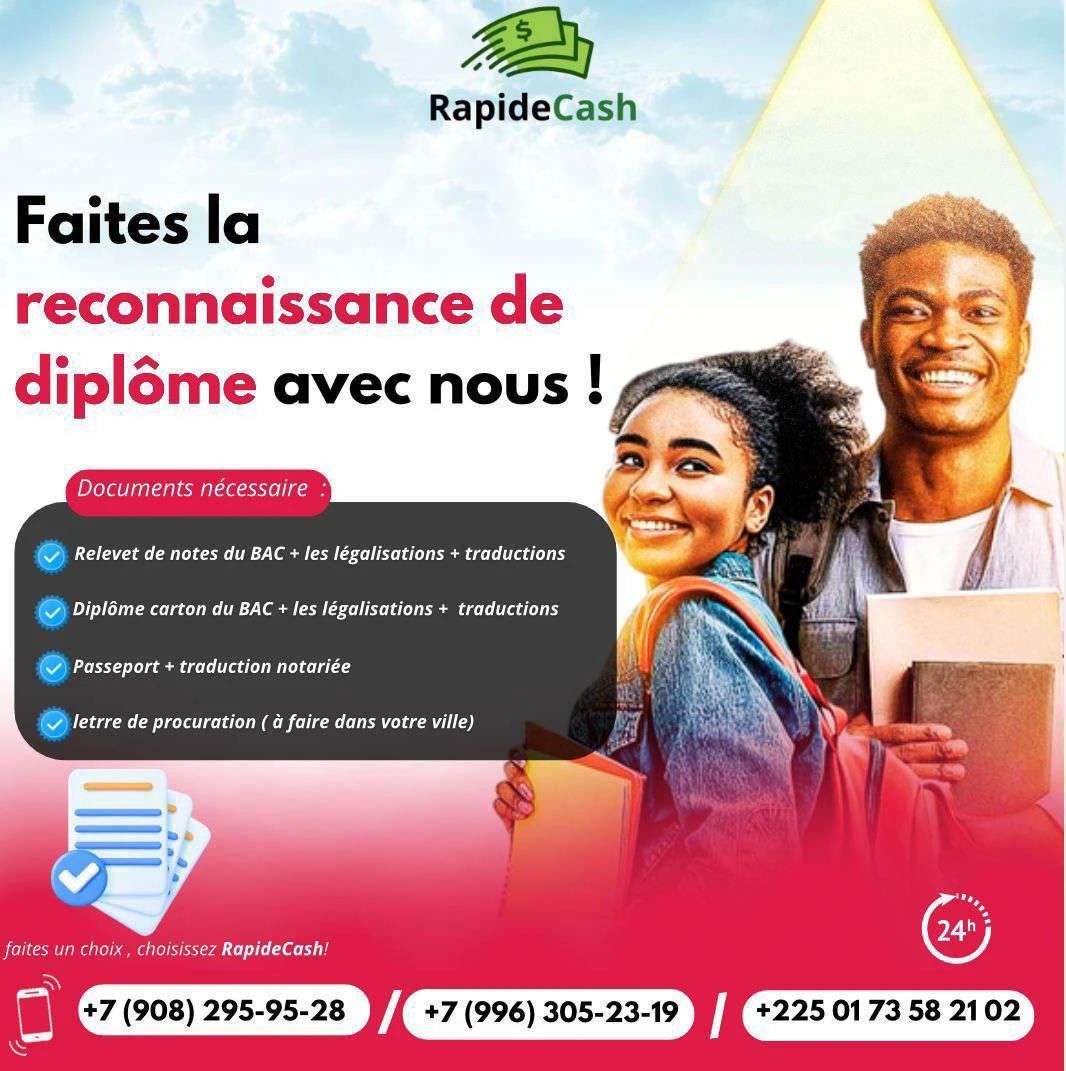 $
RapideCash
Faites la
reconnaissance de
diplôme avec nous !
Documents nécessaire :
Relevet de notes du BAC + les légalisations + traductions
Diplôme carton du BAC + les légalisations + traductions
Passeport + traduction notariée
letrre de procuration ( à faire dans votre ville)
24h
faites un choix , choisissez RapideCash!
+7 (908) 295-95-28 / +7 (996) 305-23-19 / +225 01 73 58 21 02